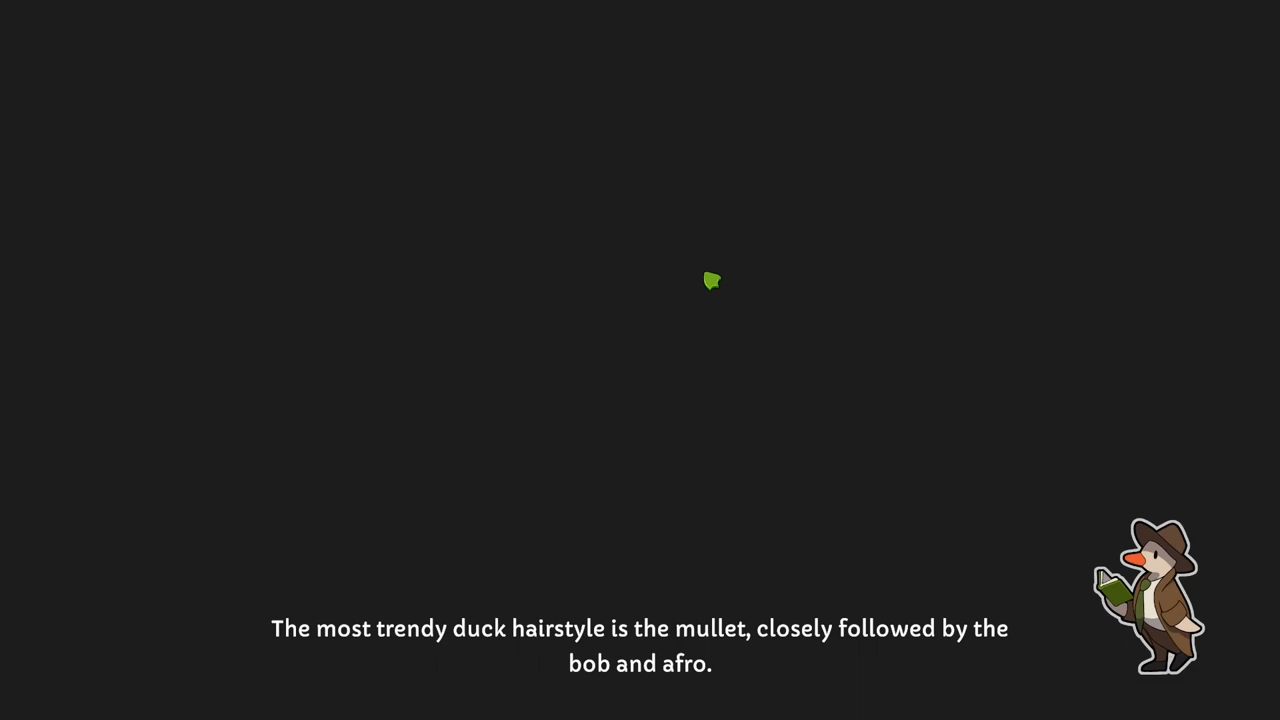 The most trendy duck hairstyle is the mullet, closely followed by the
bob and afro.